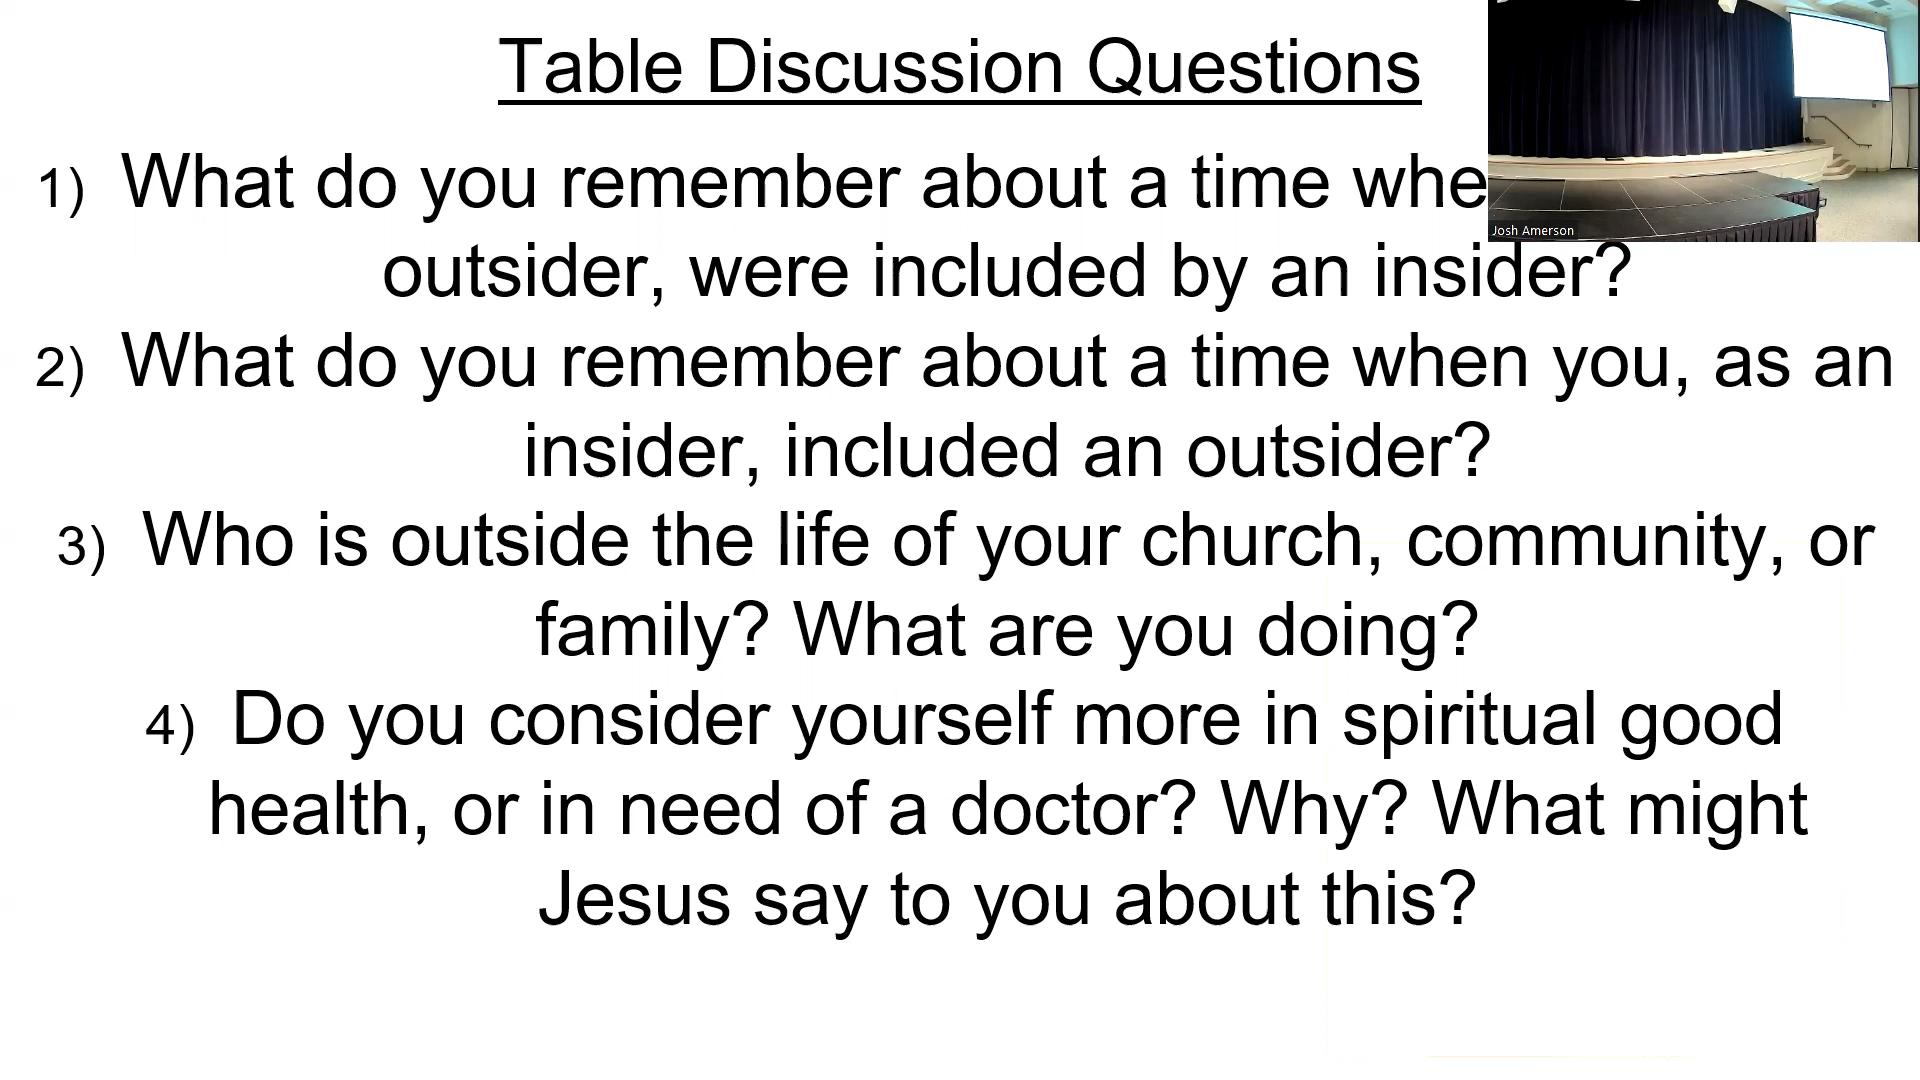 Table Discussion Questions
1) What do you remember about a time whe
outsider, were included by an insider?
2) What do you remember about a time when you, as an
insider, included an outsider?
3) Who is outside the life of your church, community, or
family? What are you doing?
4) Do you consider yourself more in spiritual good
health, or in need of a doctor? Why? What might
Jesus say to you about this?
Josh Amerson